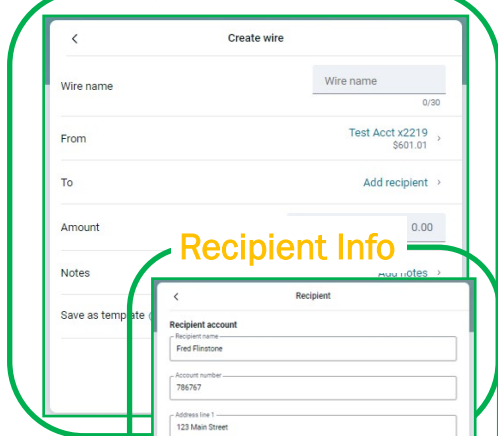 Create wire
Wire name
Wire name
0/30
From
Test Acct x2219
$601.01
To
Add recipient
Amount
0.00
Recipient Info
Notes
Add notes
Save as template
Recipient
Recipient account
Recipient name
Fred Flinstone
Account number
786767
Address line 1
123 Main Street